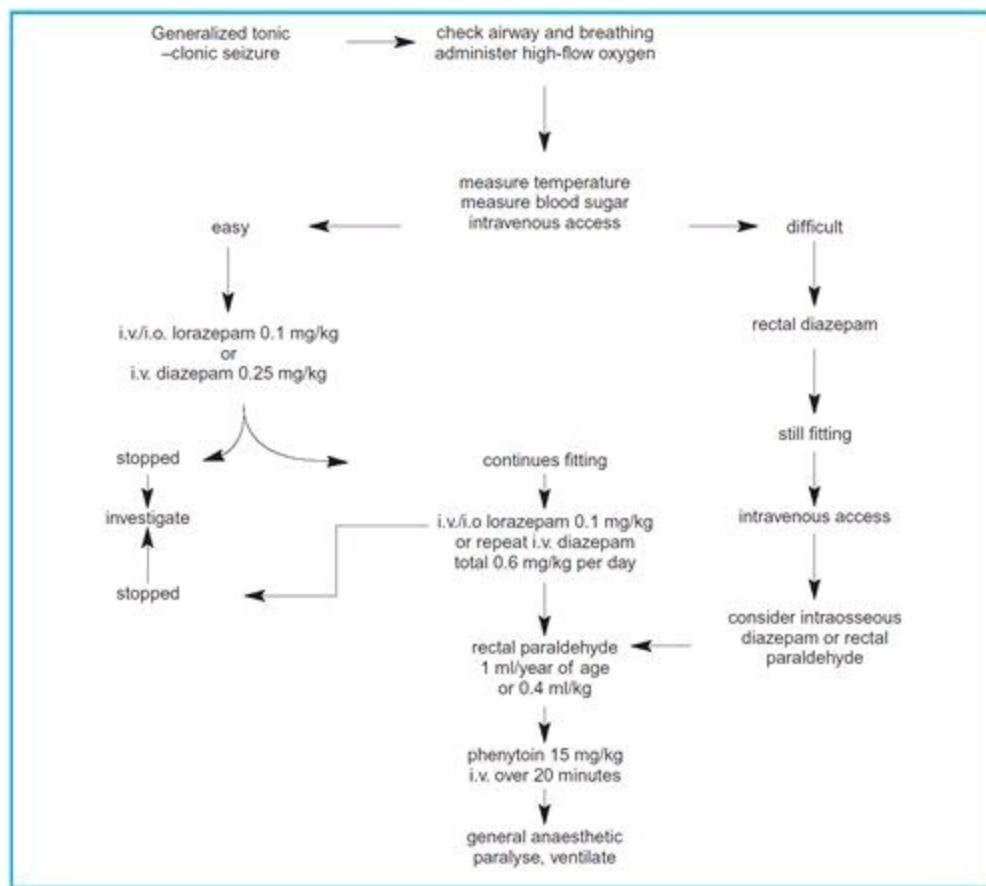 Generalized tonic
–clonic seizure
check airway and breathing
administer high-flow oxygen
measure temperature
measure blood sugar
intravenous access
easy
difficult
i.v./i.o. lorazepam 0.1 mg/kg
or
i.v. diazepam 0.25 mg/kg
rectal diazepam
still fitting
stopped
continues fitting
investigate
i.v./i.o lorazepam 0.1 mg/kg
or repeat i.v. diazepam
total 0.6 mg/kg per day
intravenous access
stopped
consider intraosseous
diazepam or rectal
paraldehyde
rectal paraldehyde
1 ml/year of age
or 0.4 ml/kg
phenytoin 15 mg/kg
i.v. over 20 minutes
general anaesthetic
paralyse, ventilate